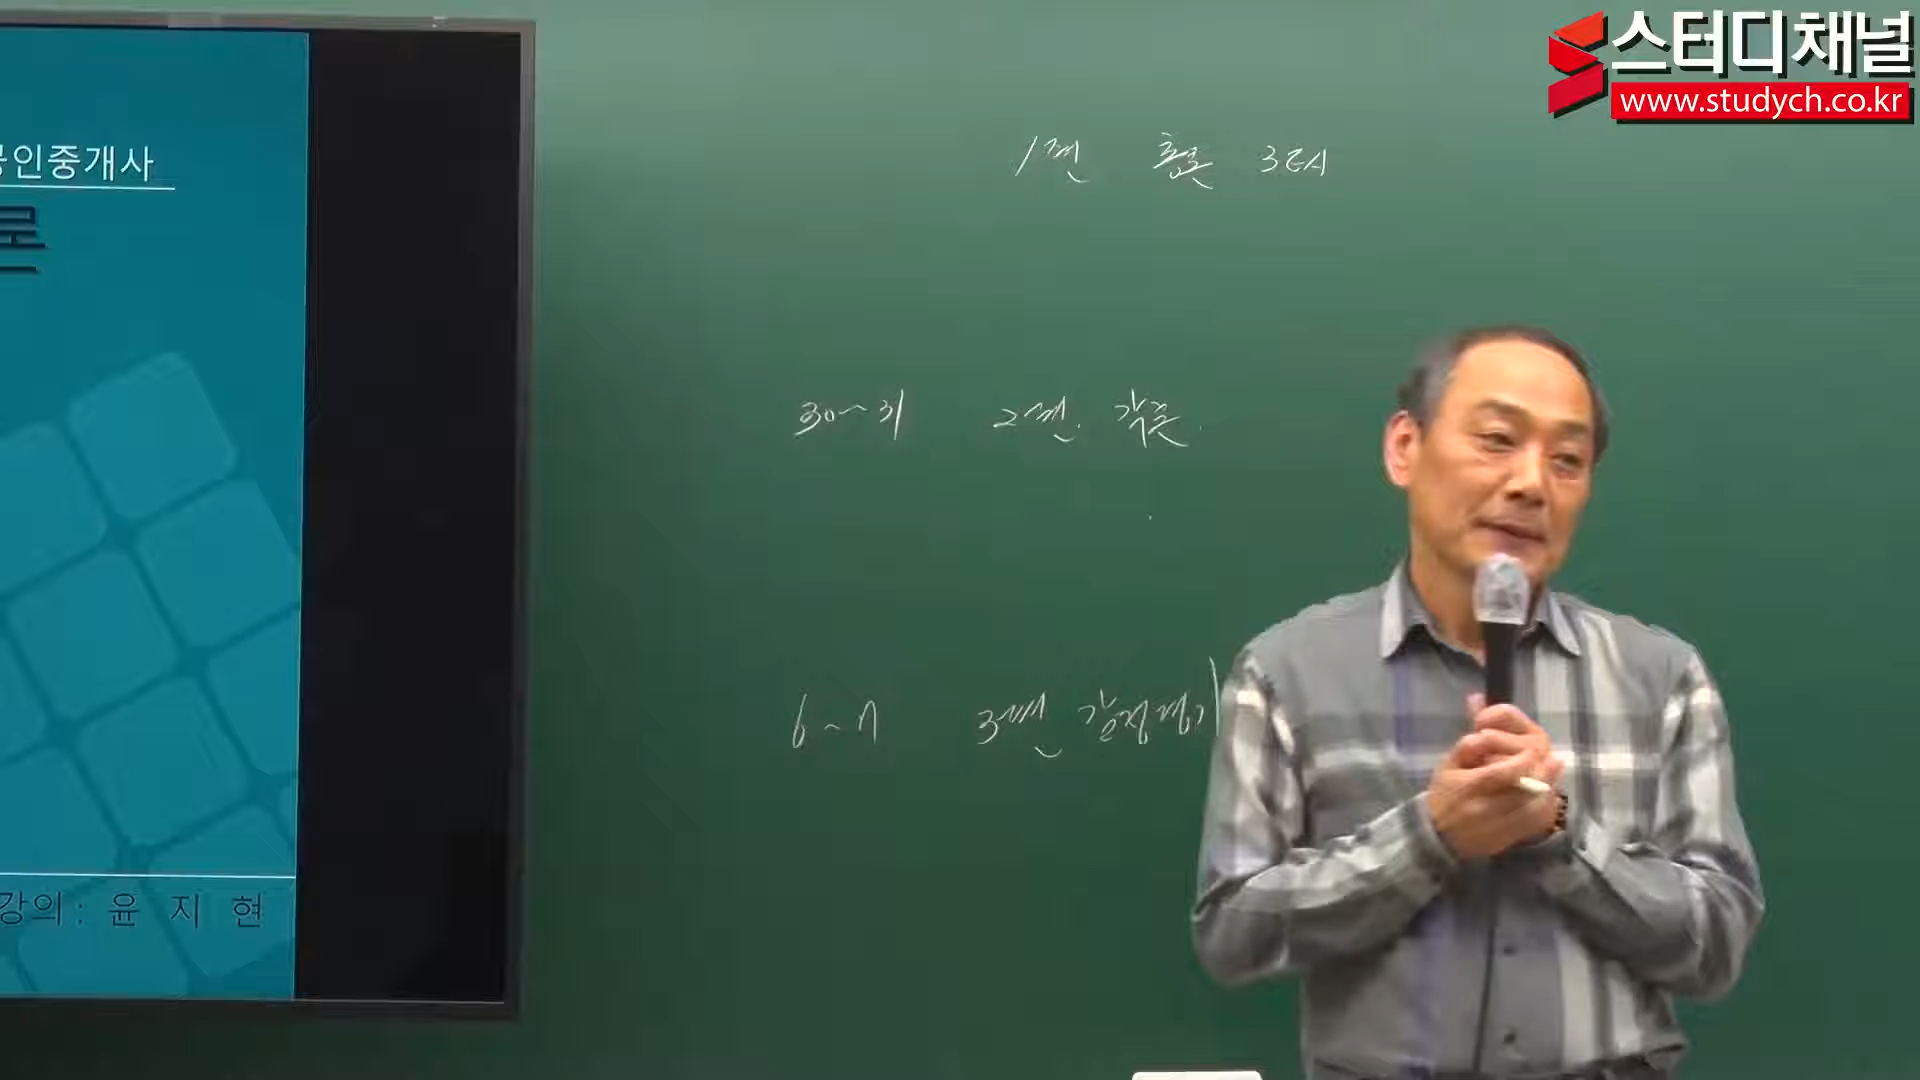 스터디채널
www.studych.co.kr
공인중개사
론
1편 총론 3EA
30~31 2편. 각론.
6~7 3편 감정평가
강의 : 윤 지 현